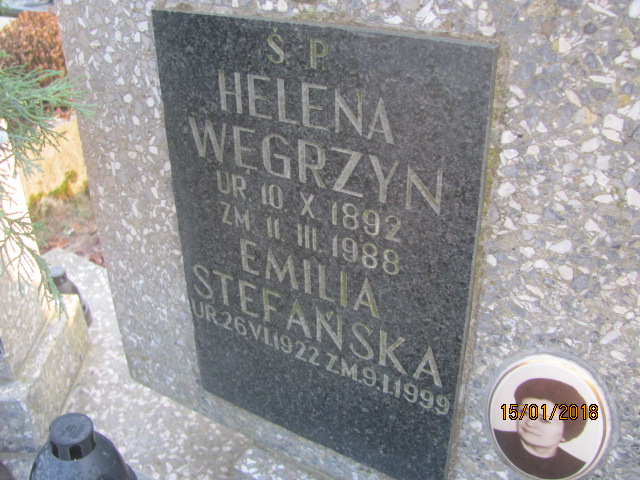 Ś P
HELENA
WĘGRZYN
UR. 10. X 1892
ZM. 11. III. 1988
EMILIA
STEFAŃSKA
UR.26.VI.1922 ZM.9.I.1999
15/01/2018